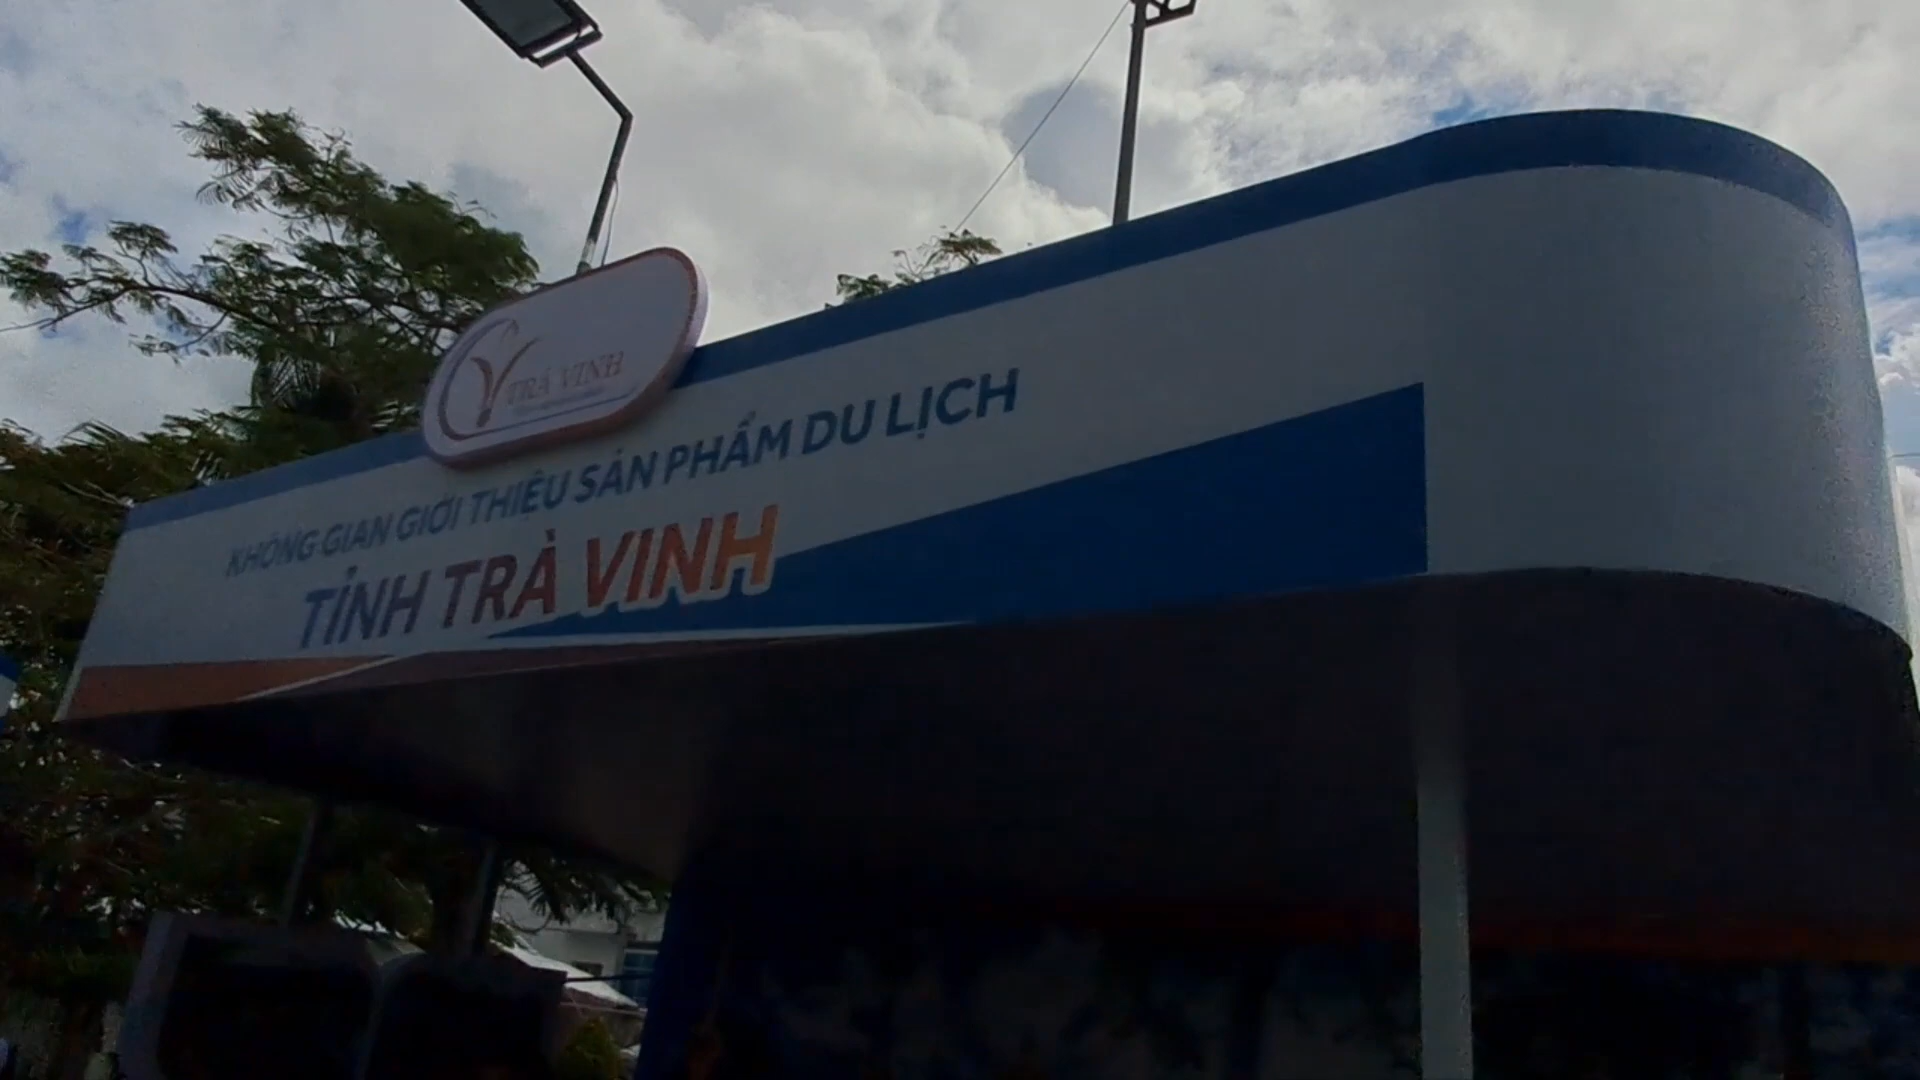 TRÀ VINH
KHÔNG GIAN GIỚI THIỆU SẢN PHẨM DU LỊCH
TỈNH TRÀ VINH